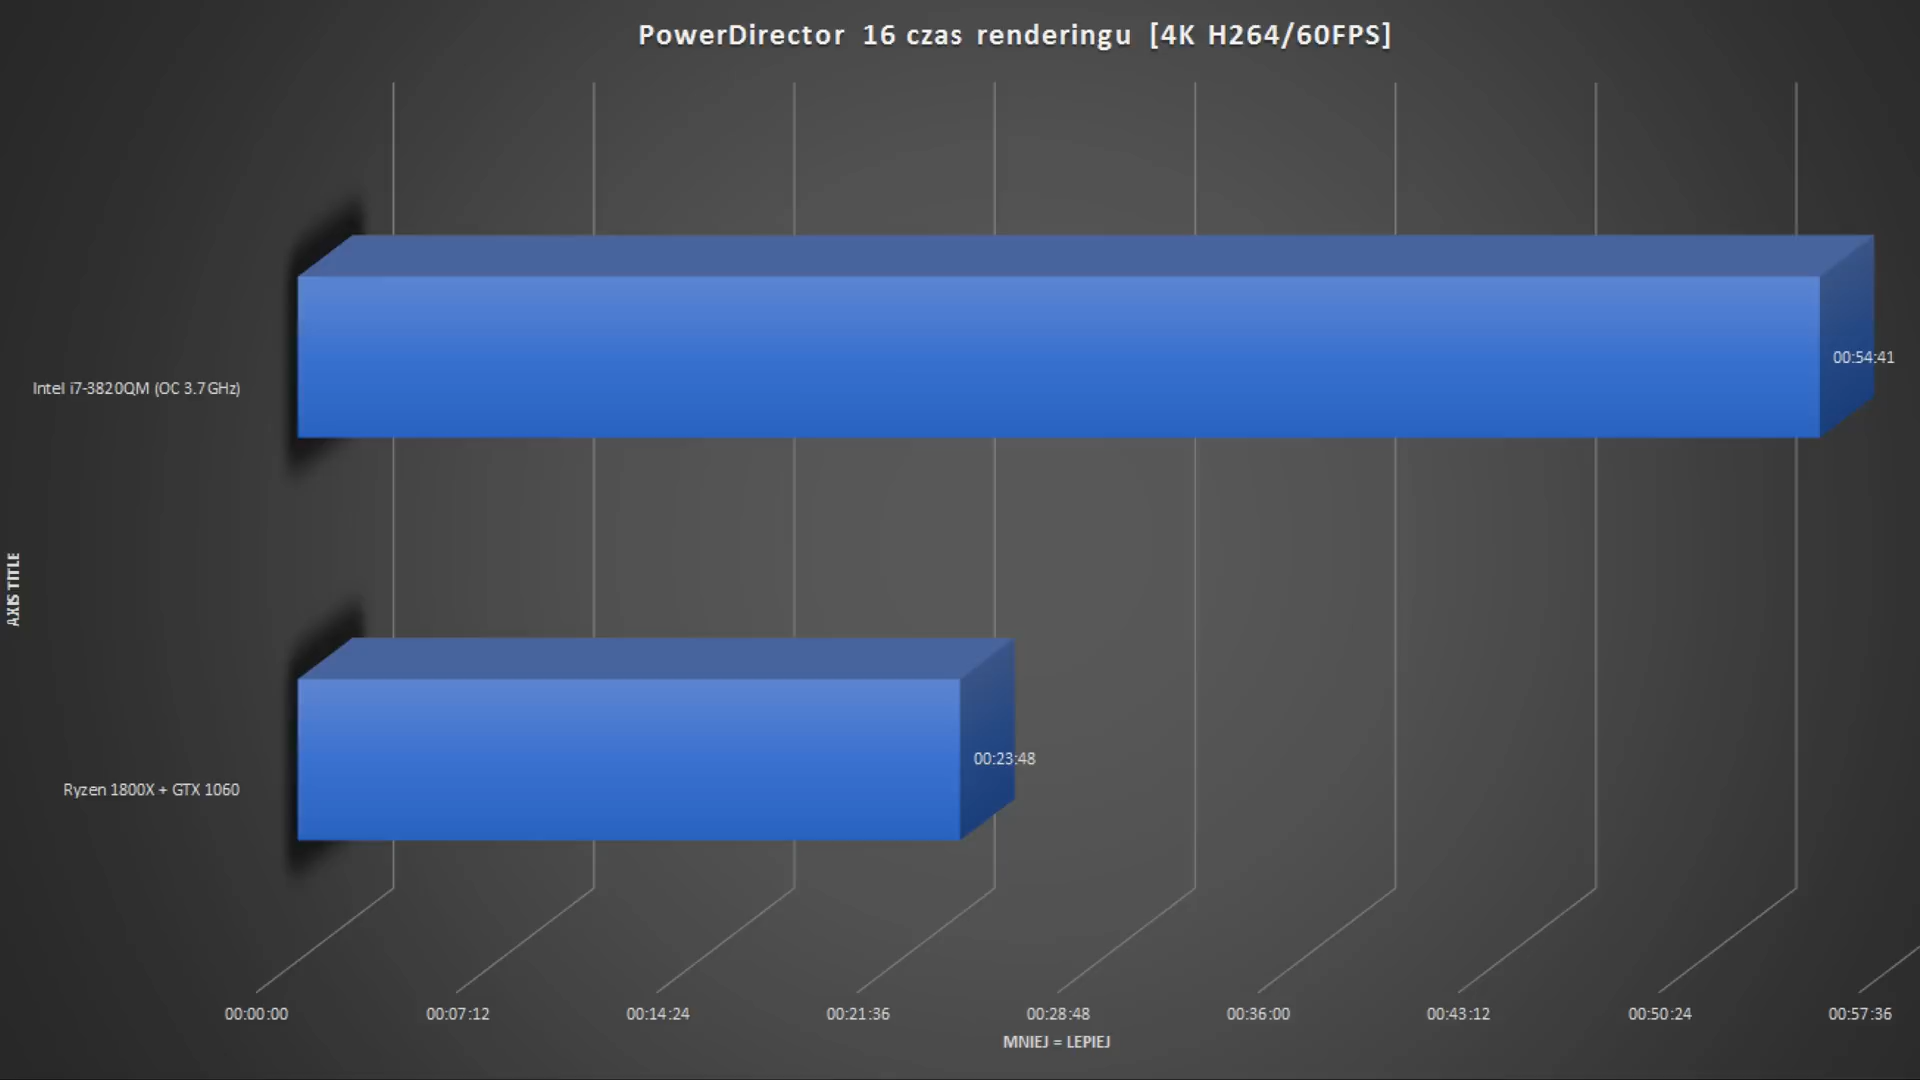 PowerDirector 16 czas renderingu [4K H264/60FPS]
Intel i7-3820QM (OC 3.7GHz)
00:54:41
AXIS TITLE
Ryzen 1800X + GTX 1060
00:23:48
00:00:00 00:07:12 00:14:24 00:21:36 00:28:48 00:36:00 00:43:12 00:50:24 00:57:36
MNIEJ = LEPIEJ